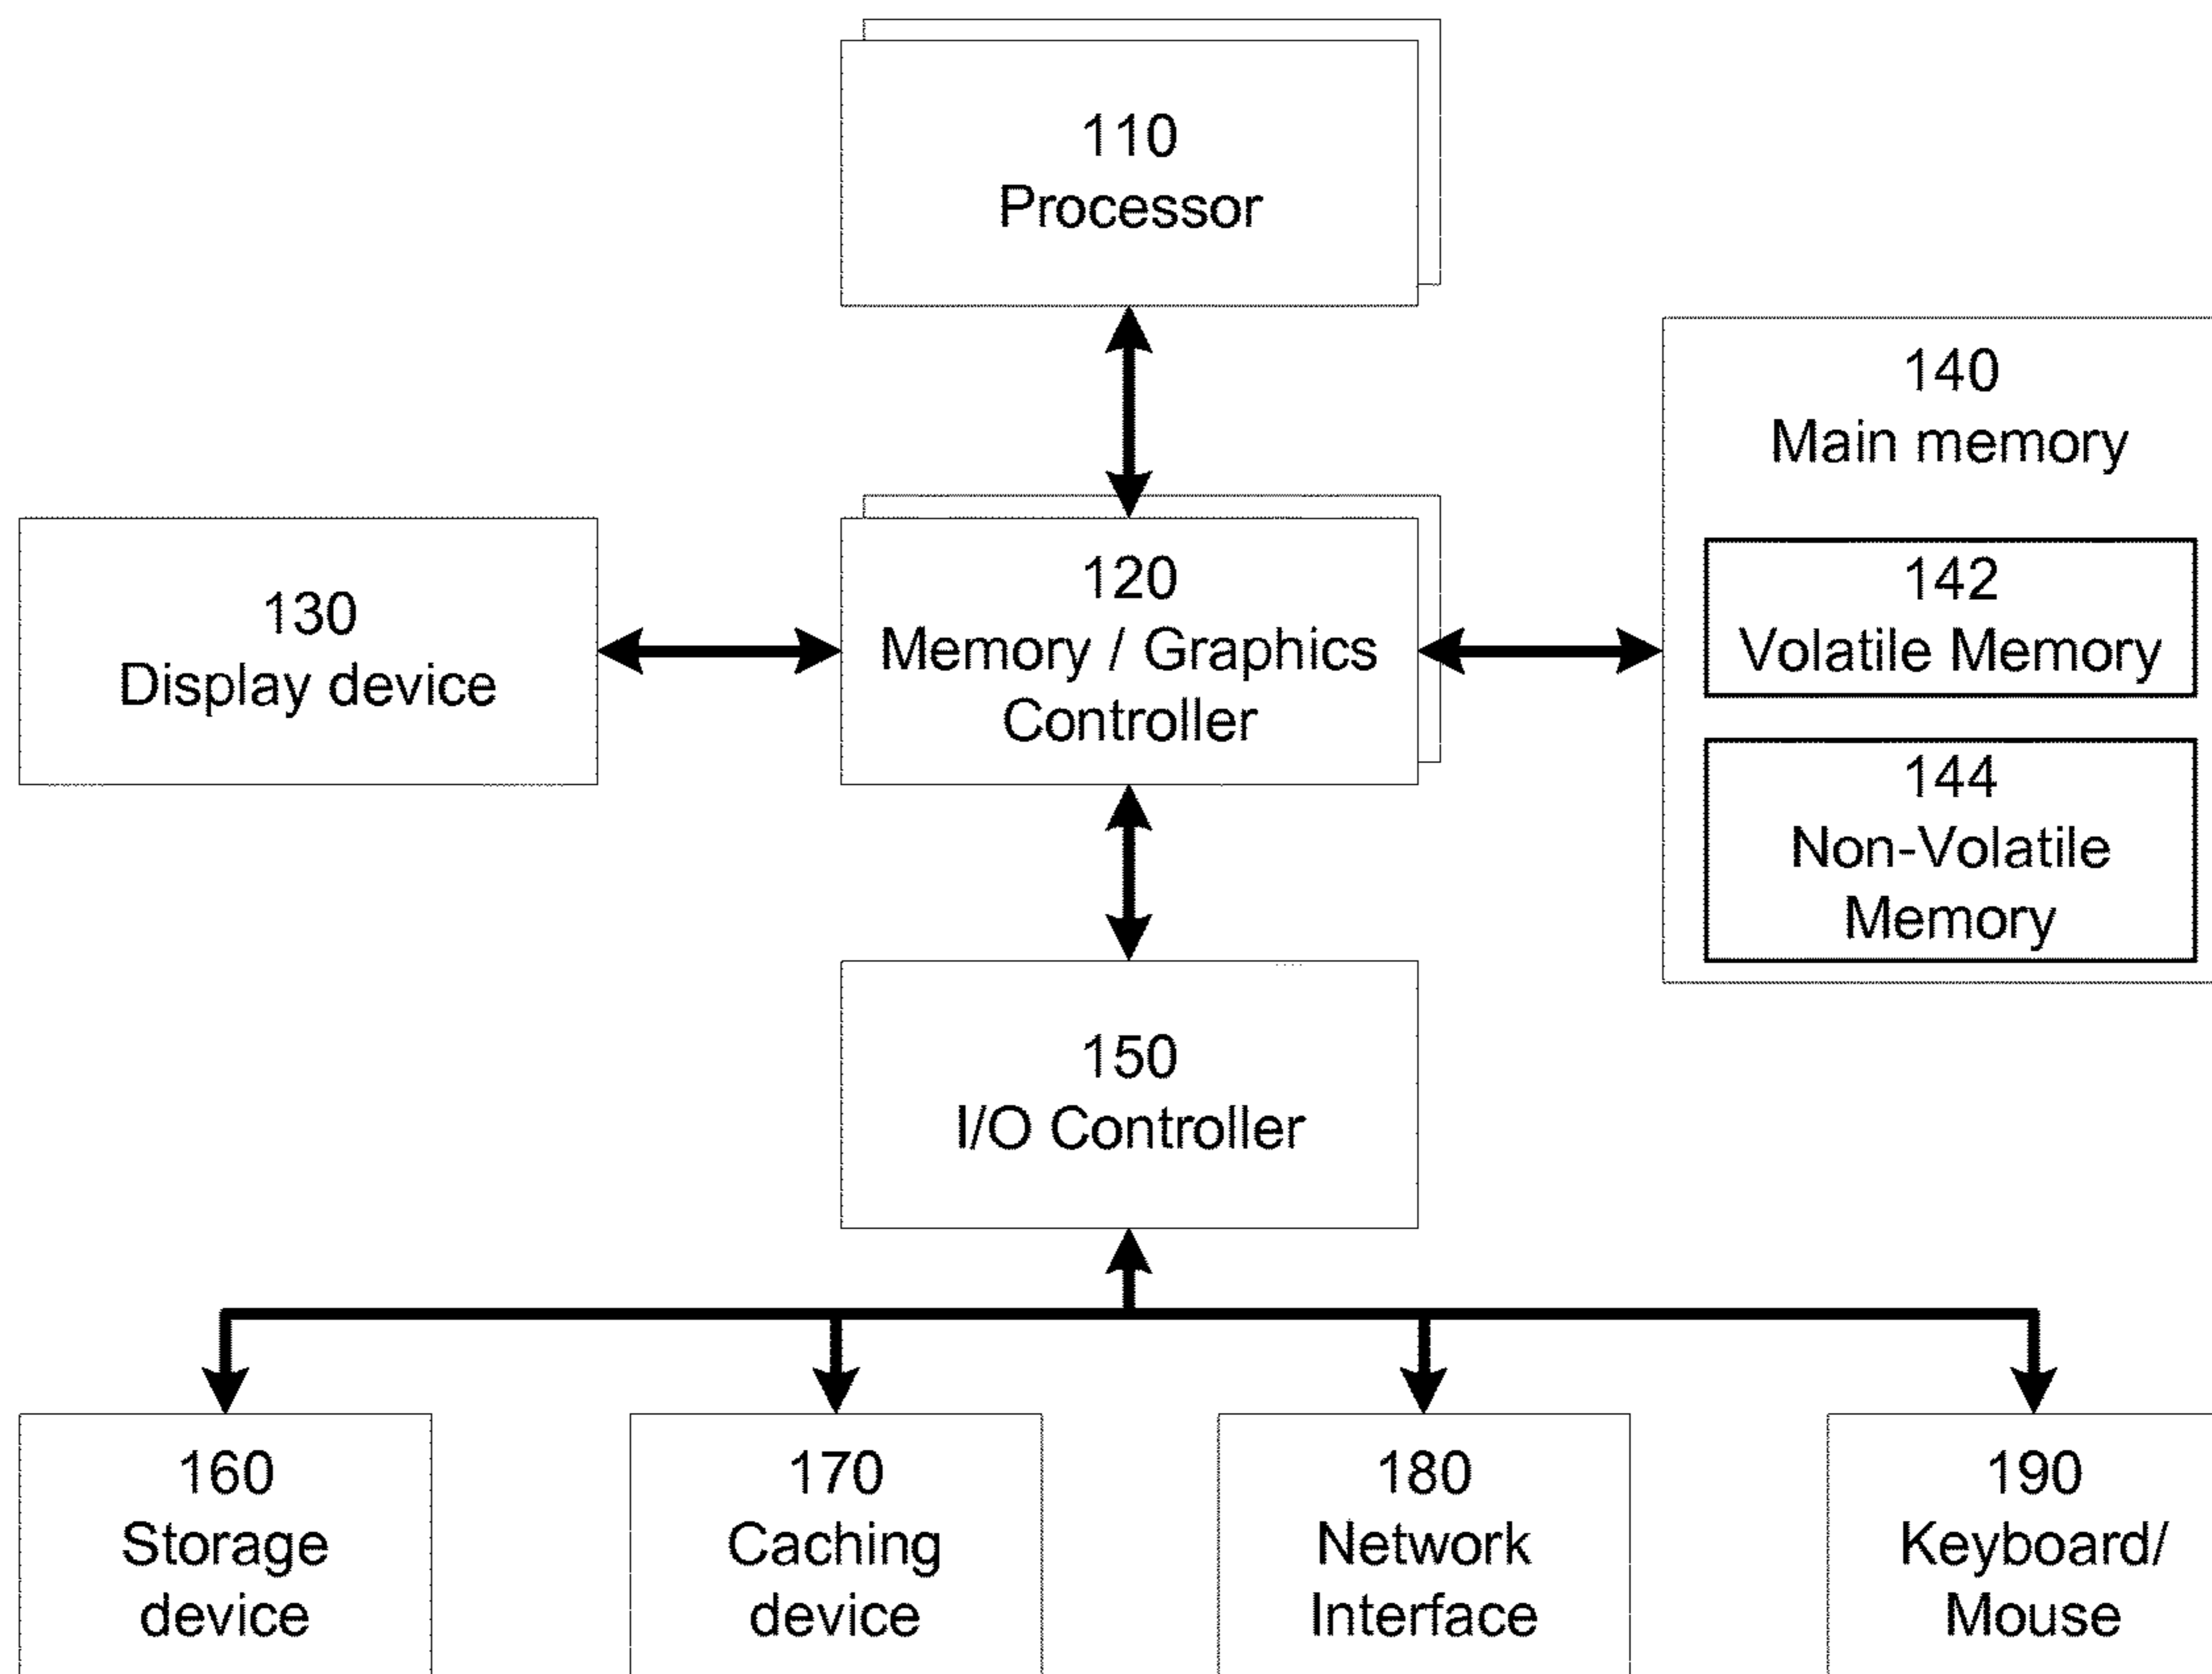 110
Processor
140
Main memory
130
Display device
120
Memory / Graphics
Controller
142
Volatile Memory
144
Non-Volatile
Memory
150
I/O Controller
160
Storage
device
170
Caching
device
180
Network
Interface
190
Keyboard/
Mouse